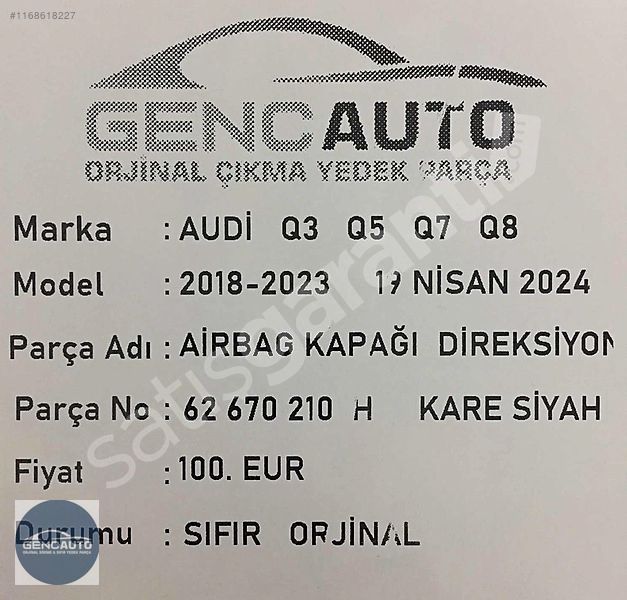 #1168618227
GENCAUTO
ORJİNAL ÇIKMA YEDEK PARÇA
Marka : AUDİ Q3 Q5 Q7 Q8
Model : 2018-2023 19 NİSAN 2024
Parça Adı : AİRBAG KAPAĞI DİREKSİYON
Parça No : 62 670 210 H KARE SİYAH
Fiyat : 100. EUR
Durumu : SIFIR ORJİNAL
satışgaranti.com
GENCAUTO